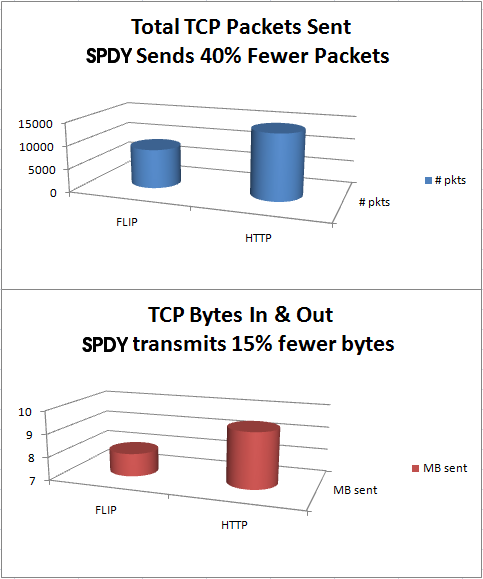 Total TCP Packets Sent
SPDY Sends 40% Fewer Packets
15000
10000
5000
0
FLIP
HTTP
# pkts
# pkts
TCP Bytes In & Out
SPDY transmits 15% fewer bytes
10
9
8
7
FLIP
HTTP
MB sent
MB sent